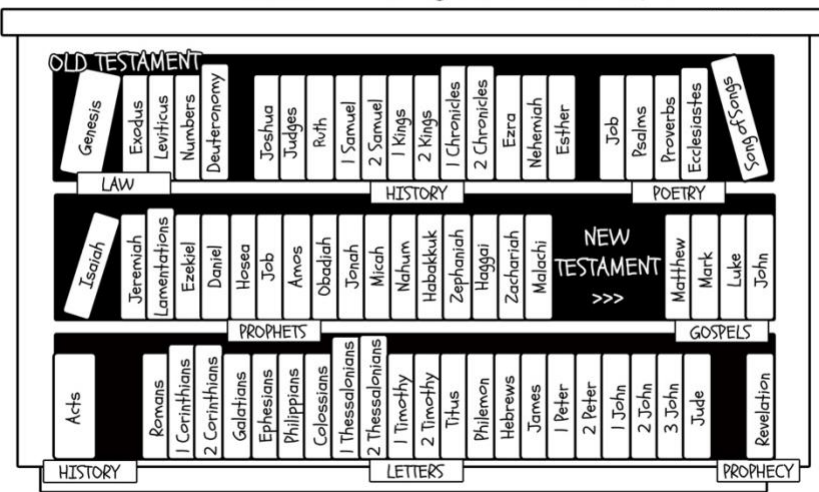 OLD TESTAMENT
Genesis
Exodus
Leviticus
Numbers
Deuteronomy
Joshua
Judges
Ruth
1 Samuel
2 Samuel
1 Kings
2 Kings
1 Chronicles
2 Chronicles
Ezra
Nehemiah
Esther
Job
Psalms
Proverbs
Ecclesiastes
Song of Songs
LAW
HISTORY
POETRY
Isaiah
Jeremiah
Lamentations
Ezekiel
Daniel
Hosea
Job
Amos
Obadiah
Jonah
Micah
Nahum
Habakkuk
Zephaniah
Haggai
Zachariah
Malachi
NEW
TESTAMENT
>>>
Matthew
Mark
Luke
John
PROPHETS
GOSPELS
Acts
Romans
1 Corinthians
2 Corinthians
Galatians
Ephesians
Philippians
Colossians
1 Thessalonians
2 Thessalonians
1 Timothy
2 Timothy
Titus
Philemon
Hebrews
James
1 Peter
2 Peter
1 John
2 John
3 John
Jude
Revelation
HISTORY
LETTERS
PROPHECY